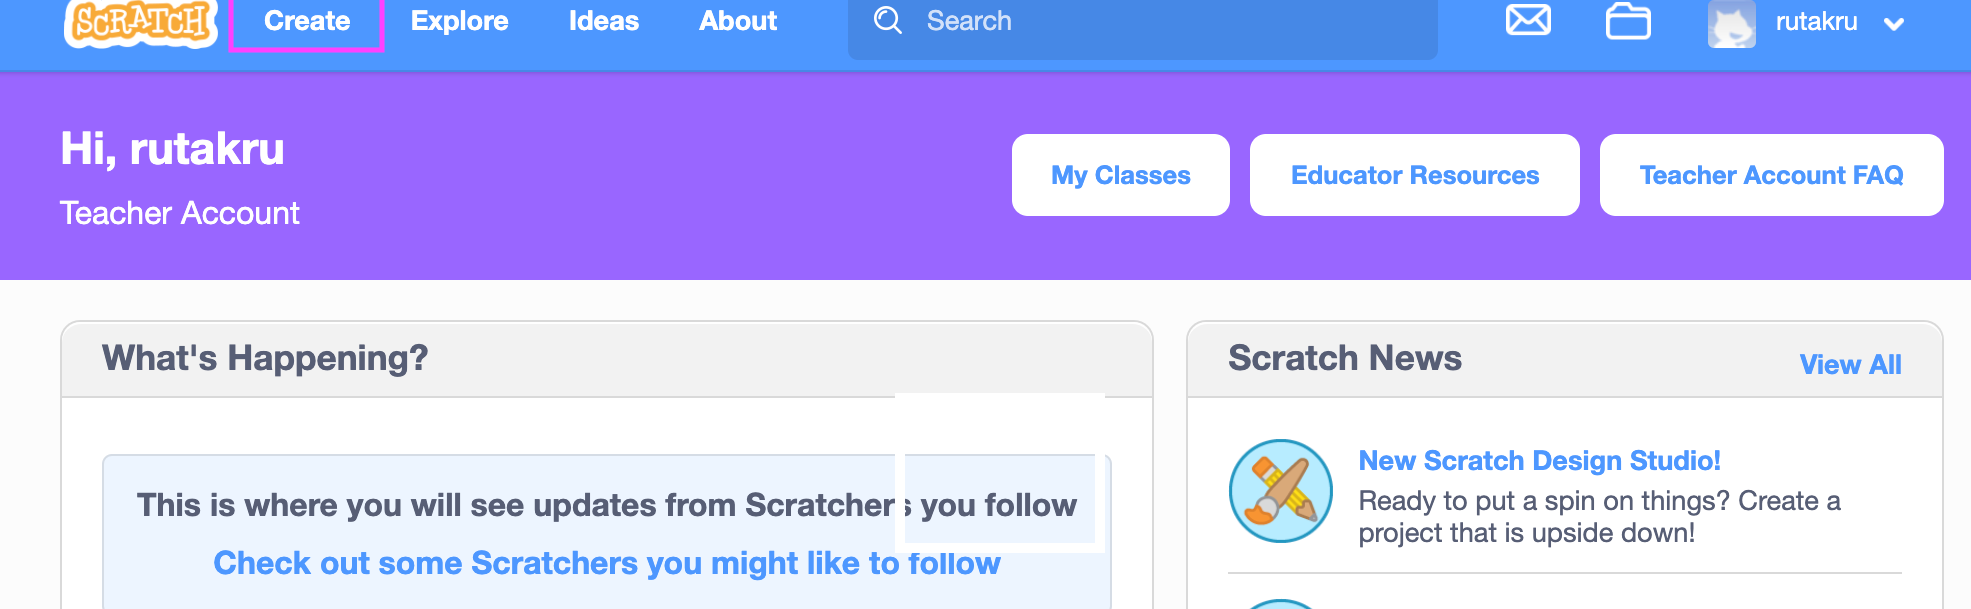 SCRATCH Create Explore Ideas About Search rutakru
Hi, rutakru
Teacher Account
My Classes Educator Resources Teacher Account FAQ
What's Happening?
This is where you will see updates from Scratchers you follow
Check out some Scratchers you might like to follow
Scratch News View All
New Scratch Design Studio!
Ready to put a spin on things? Create a
project that is upside down!